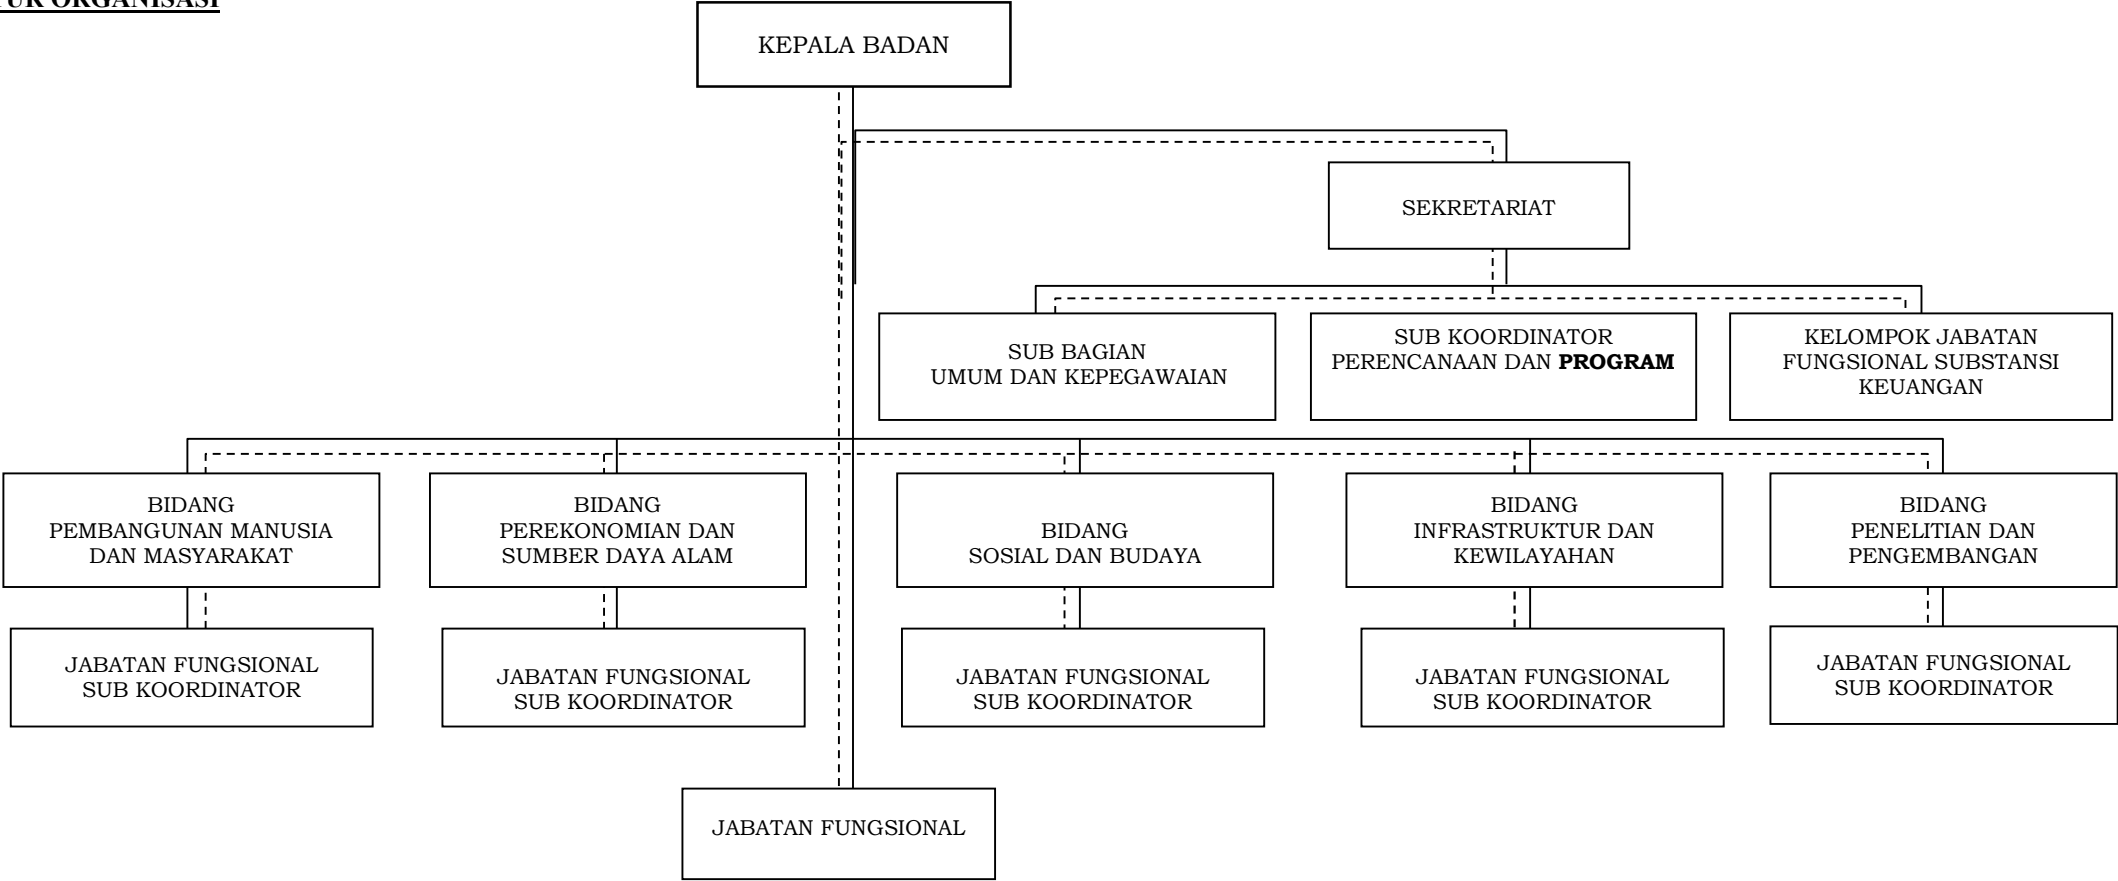 ORGANISASI
KEPALA BADAN
SEKRETARIAT
SUB BAGIAN
UMUM DAN KEPEGAWAIAN
SUB KOORDINATOR
PERENCANAAN DAN PROGRAM
KELOMPOK JABATAN
FUNGSIONAL SUBSTANSI
KEUANGAN
BIDANG
PEMBANGUNAN MANUSIA
DAN MASYARAKAT
BIDANG
PEREKONOMIAN DAN
SUMBER DAYA ALAM
BIDANG
SOSIAL DAN BUDAYA
BIDANG
INFRASTRUKTUR DAN
KEWILAYAHAN
BIDANG
PENELITIAN DAN
PENGEMBANGAN
JABATAN FUNGSIONAL
SUB KOORDINATOR
JABATAN FUNGSIONAL
SUB KOORDINATOR
JABATAN FUNGSIONAL
SUB KOORDINATOR
JABATAN FUNGSIONAL
SUB KOORDINATOR
JABATAN FUNGSIONAL
SUB KOORDINATOR
JABATAN FUNGSIONAL